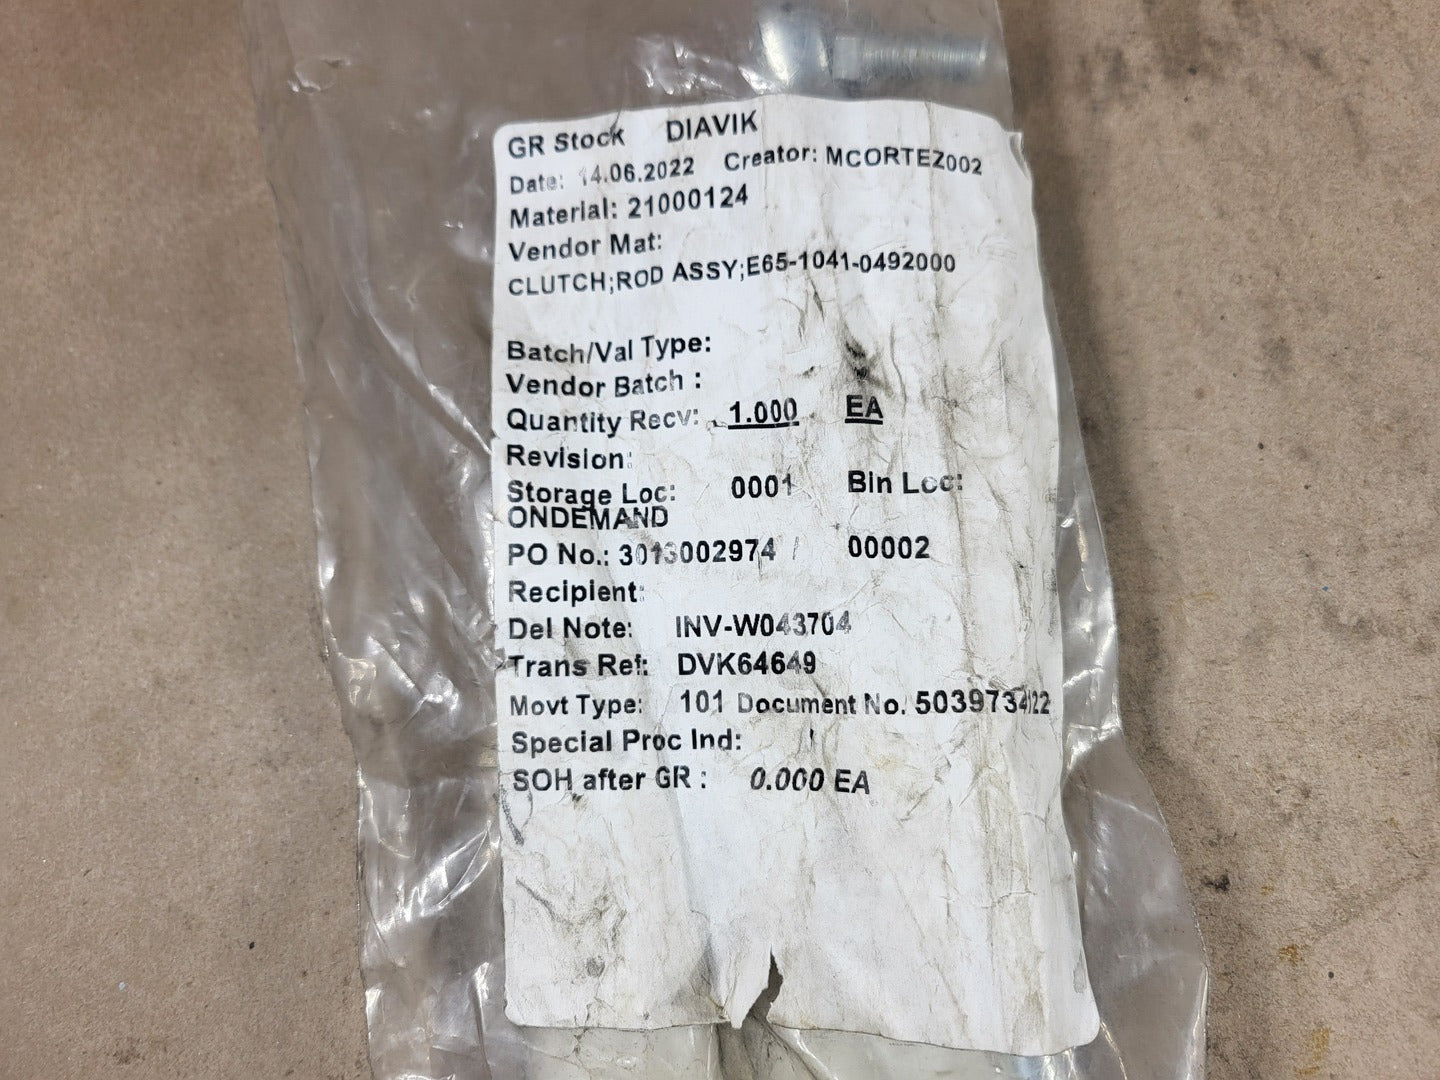 GR Stock DIAVIK
Date: 14.06.2022 Creator: MCORTEZ002
Material: 21000124
Vendor Mat:
CLUTCH;ROD ASSY;E65-1041-0492000
Batch/Val Type:
Vendor Batch :
Quantity Recv: 1.000 EA
Revision:
Storage Loc: 0001 Bin Loc:
ONDEMAND
PO No.: 3013002974 / 00002
Recipient:
Del Note: INV-W043704
Trans Ref: DVK64649
Movt Type: 101 Document No.
Special Proc Ind:
SOH after GR : 0.000 EA